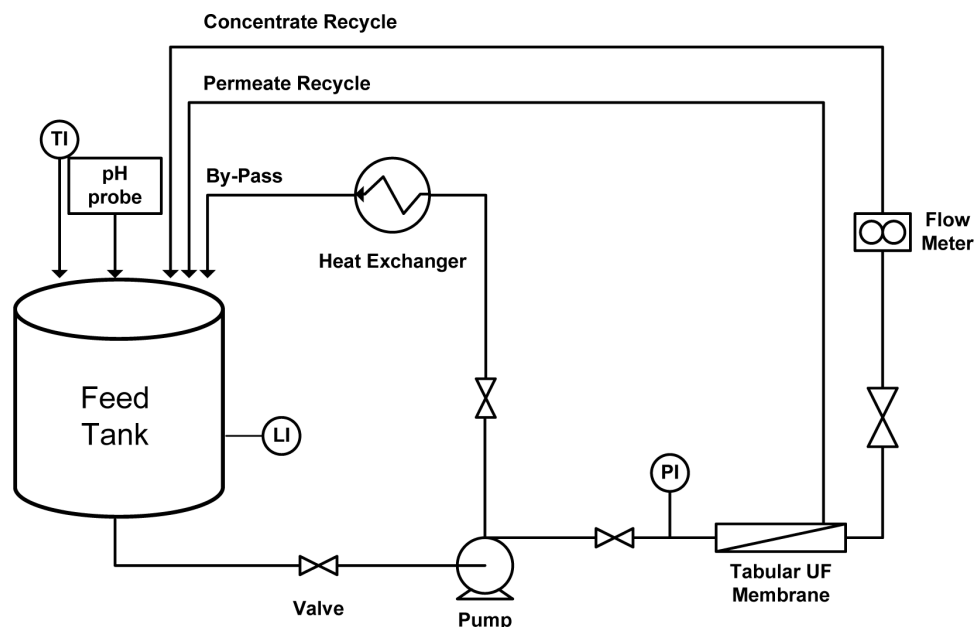 Concentrate Recycle
Permeate Recycle
TI
pH
probe
By-Pass
Flow
Meter
Heat Exchanger
Feed
Tank
LI
PI
Valve
Pump
Tabular UF
Membrane